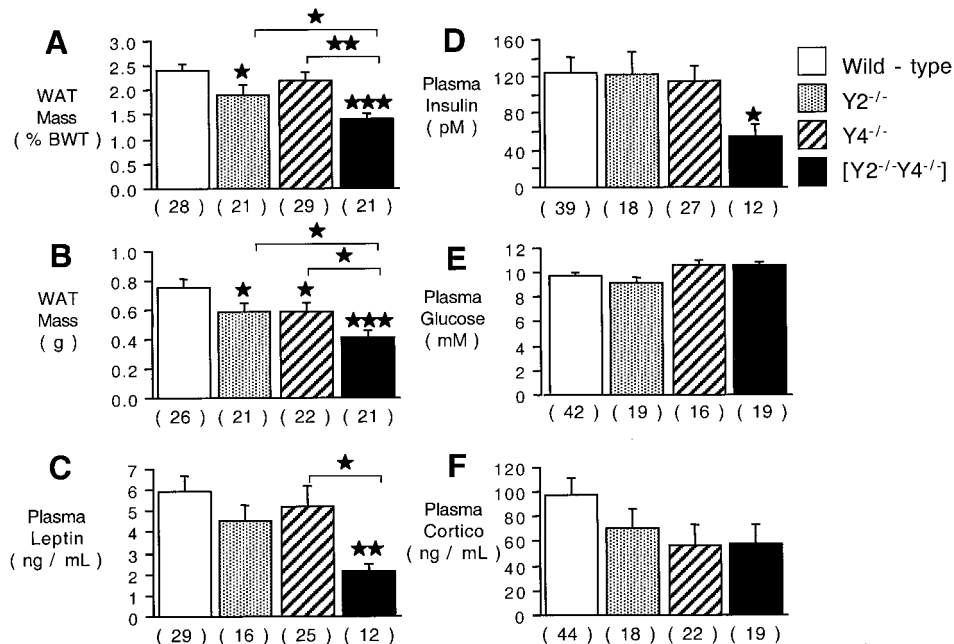 A
WAT
Mass
( % BWT)
3.0
2.5
2.0
1.5
1.0
0.5
0.0
★
★★
★
★★★
( 28 ) ( 21 ) ( 29 ) ( 21 )
B
WAT
Mass
( g )
1.0
0.8
0.6
0.4
0.2
0.0
★
★
★ ★
★★★
( 26 ) ( 21 ) ( 22 ) ( 21 )
C
Plasma
Leptin
( ng / mL)
7
6
5
4
3
2
1
0
★
★★
( 29 ) ( 16 ) ( 25 ) ( 12 )
D
Plasma
Insulin
( pM )
160
120
80
40
0
★
( 39 ) ( 18 ) ( 27 ) ( 12 )
Wild - type
Y2-/-
Y4-/-
[Y2-/-Y4-/-]
E
Plasma
Glucose
( mM )
12
10
8
6
4
2
0
( 42 ) ( 19 ) ( 16 ) ( 19 )
F
Plasma
Cortico
( ng / mL )
120
100
80
60
40
20
0
( 44 ) ( 18 ) ( 22 ) ( 19 )